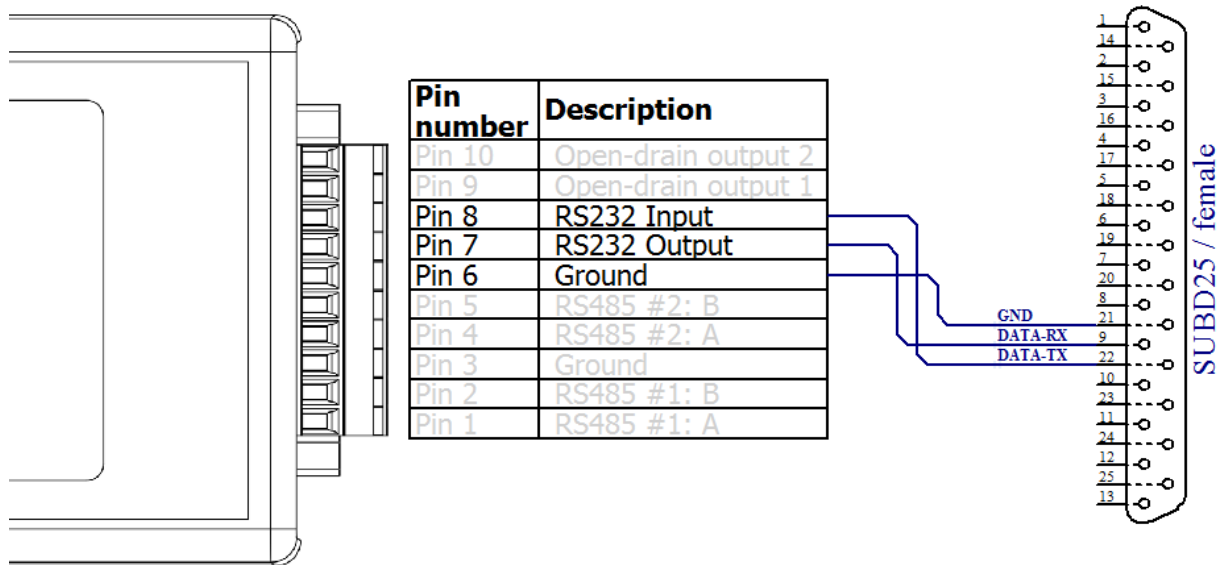 Pin number Description
Pin 10 Open-drain output 2
Pin 9 Open-drain output 1
Pin 8 RS232 Input
Pin 7 RS232 Output
Pin 6 Ground
Pin 5 RS485 #2: B
Pin 4 RS485 #2: A
Pin 3 Ground
Pin 2 RS485 #1: B
Pin 1 RS485 #1: A
GND
DATA-RX
DATA-TX
1
14
2
15
3
16
4
17
5
18
6
19
7
20
8
21
9
22
10
23
11
24
12
25
13
SUBD25 / female